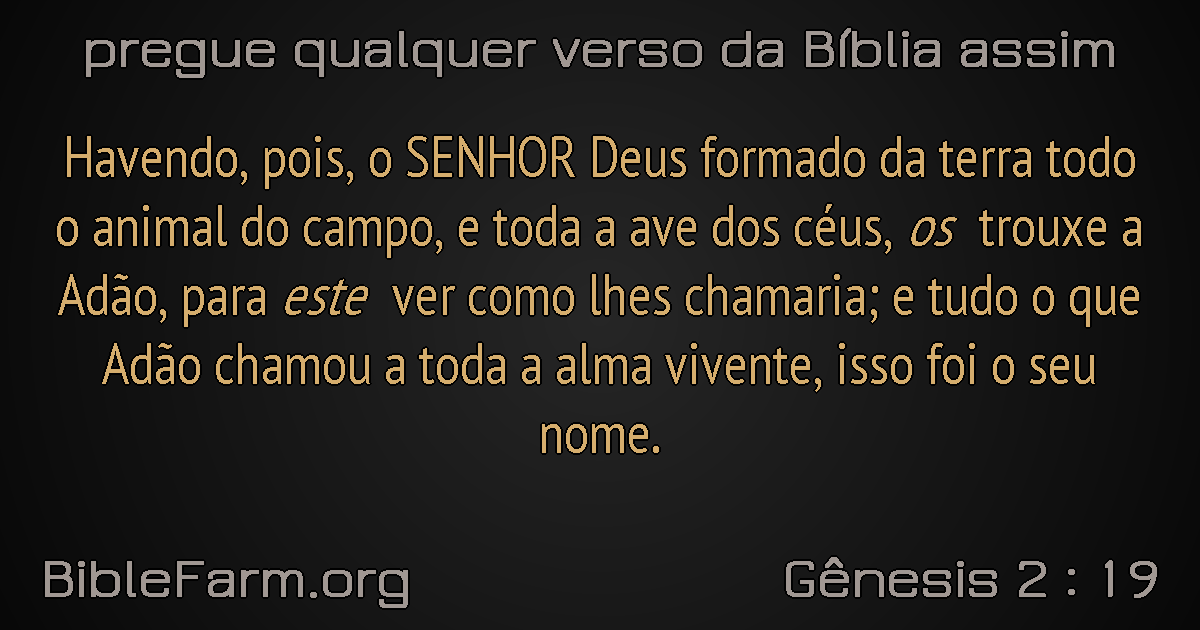 pregue qualquer verso da Bíblia assim
Havendo, pois, o SENHOR Deus formado da terra todo
o animal do campo, e toda a ave dos céus, os trouxe a
Adão, para este ver como lhes chamaria; e tudo o que
Adão chamou a toda a alma vivente, isso foi o seu
nome.
BibleFarm.org
Gênesis 2 : 19